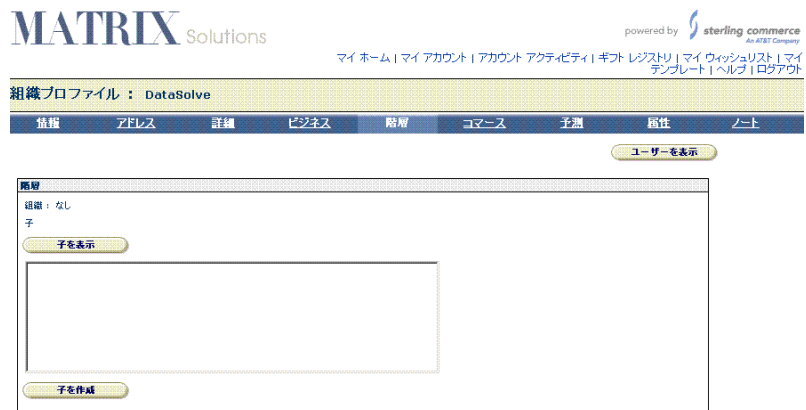 MATRIX Solutions
powered by sterling commerce
An AT&T Company
マイ ホーム | マイ アカウント | アカウント アクティビティ | ギフト レジストリ | マイ ウィッシュリスト | マイ
テンプレート | ヘルプ | ログアウト
組織プロファイル : DataSolve
情報 アドレス 詳細 ビジネス 階層 コマース 予測 属性 ノート
ユーザーを表示
階層
組織 : なし
子
子を表示
子を作成